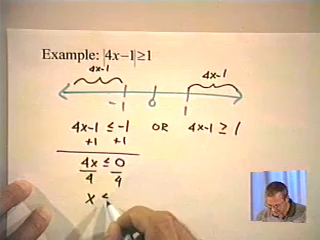 Example: |4x−1|≥1
4x-1 4x-1
-1 0 1
4x-1 ≤ -1 OR 4x-1 ≥ 1
+1 +1
4x ≤ 0
4 4
x ≤